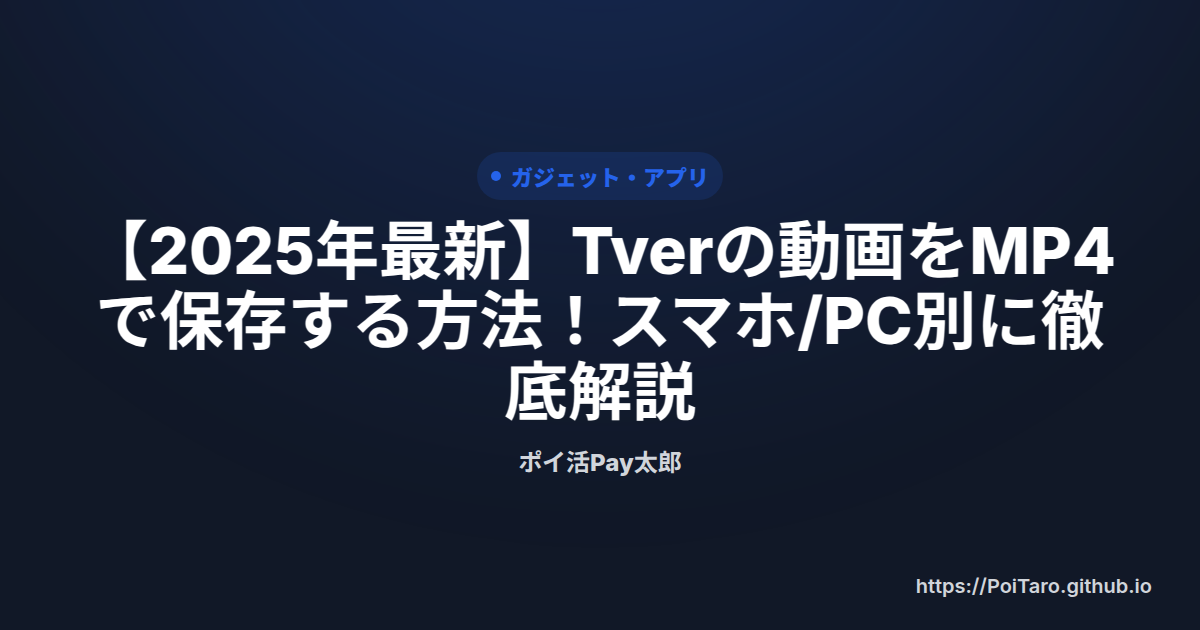 ガジェット・アプリ
【2025年最新】Tverの動画をMP4
で保存する方法！スマホ/PC別に徹
底解説
ポイ活Pay太郎
https://PoiTaro.github.io